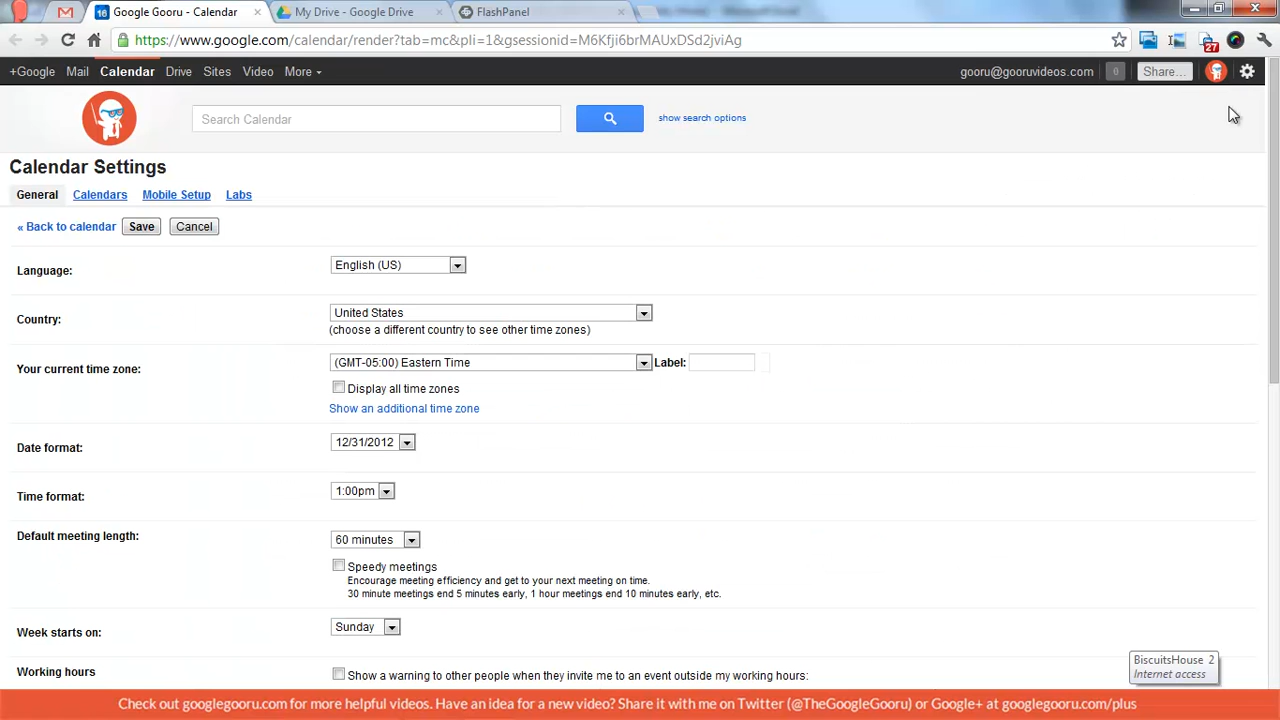 16 Google Gooru - Calendar × My Drive - Google Drive × FlashPanel ×
https://www.google.com/calendar/render?tab=mc&pli=1&gsessionid=M6Kfji6brMAUxDSd2jviAg
27
+Google Mail Calendar Drive Sites Video More gooru@gooruvideos.com 0 Share...
Search Calendar show search options
Calendar Settings
General Calendars Mobile Setup Labs
« Back to calendar Save Cancel
Language: English (US)
Country: United States
(choose a different country to see other time zones)
Your current time zone: (GMT-05:00) Eastern Time Label:
Display all time zones
Show an additional time zone
Date format: 12/31/2012
Time format: 1:00pm
Default meeting length: 60 minutes
Speedy meetings
Encourage meeting efficiency and get to your next meeting on time.
30 minute meetings end 5 minutes early, 1 hour meetings end 10 minutes early, etc.
Week starts on: Sunday
Working hours Show a warning to other people when they invite me to an event outside my working hours:
BiscuitsHouse 2
Internet access
Check out googlegooru.com for more helpful videos. Have an idea for a new video? Share it with me on Twitter (@TheGoogleGooru) or Google+ at googlegooru.com/plus